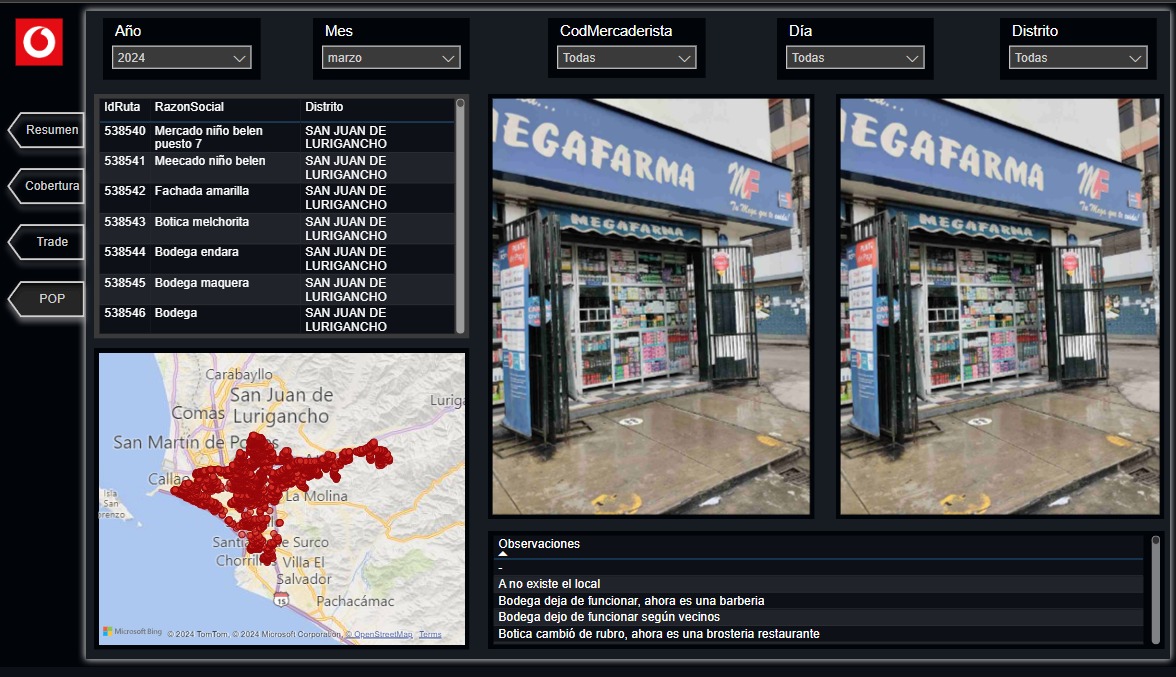 Año
Mes
CodMercaderista
Día
Distrito
2024
marzo
Todas
Todas
Todas
Resumen
Cobertura
Trade
POP
IdRuta RazonSocial Distrito
538540 Mercado niño belen puesto 7 SAN JUAN DE LURIGANCHO
538541 Meecado niño belen SAN JUAN DE LURIGANCHO
538542 Fachada amarilla SAN JUAN DE LURIGANCHO
538543 Botica melchorita SAN JUAN DE LURIGANCHO
538544 Bodega endara SAN JUAN DE LURIGANCHO
538545 Bodega maquera SAN JUAN DE LURIGANCHO
538546 Bodega SAN JUAN DE LURIGANCHO
Carabayllo
San Juan de
Lurigancho
Comas
Luriga
San Martín de Porres
Callao
La Molina
Isla
San
orenzo
Santiago de Surco
Chorrillos
Villa El
Salvador
15
Pachacámac
Microsoft Bing
© 2024 TomTom, © 2024 Microsoft Corporation, © OpenStreetMap Terms
EGAFARMA
MF
Tu Mega que te cuida!
MEGAFARMA
EGAFARMA
MF
Tu Mega que te cuida!
MEGAFARMA
Observaciones
-
A no existe el local
Bodega deja de funcionar, ahora es una barberia
Bodega dejo de funcionar según vecinos
Botica cambió de rubro, ahora es una brosteria restaurante